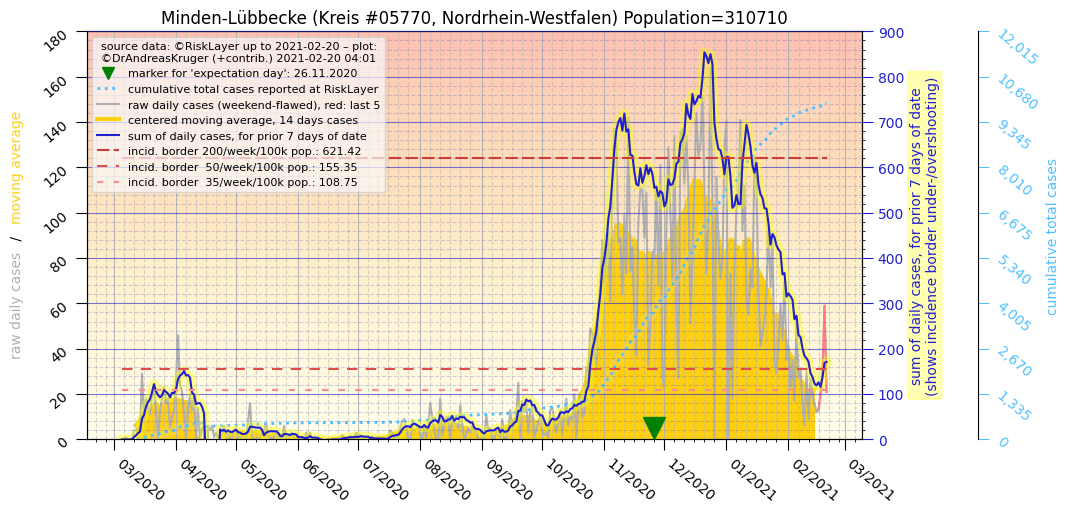 Minden-Lübbecke (Kreis #05770, Nordrhein-Westfalen) Population=310710
source data: ©RiskLayer up to 2021-02-20 – plot:
©DrAndreasKruger (+contrib.) 2021-02-20 04:01
marker for 'expectation day': 26.11.2020
cumulative total cases reported at RiskLayer
raw daily cases (weekend-flawed), red: last 5
centered moving average, 14 days cases
sum of daily cases, for prior 7 days of date
incid. border 200/week/100k pop.: 621.42
incid. border  50/week/100k pop.: 155.35
incid. border  35/week/100k pop.: 108.75
raw daily cases  /  moving average
180
160
140
120
100
80
60
40
20
0
03/2020
04/2020
05/2020
06/2020
07/2020
08/2020
09/2020
10/2020
11/2020
12/2020
01/2021
02/2021
03/2021
900
800
700
600
500
400
300
200
100
0
sum of daily cases, for prior 7 days of date
(shows incidence border under-/overshooting)
12,015
10,680
9,345
8,010
6,675
5,340
4,005
2,670
1,335
0
cumulative total cases